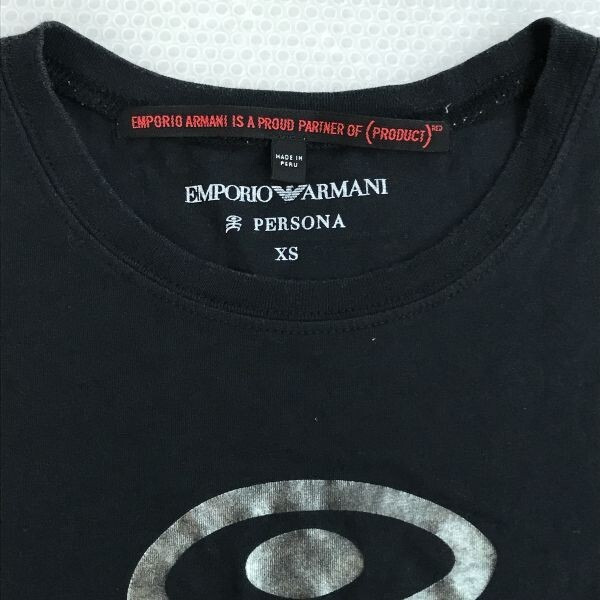 EMPORIO ARMANI IS A PROUD PARTNER OF (PRODUCT)RED
MADE IN
PERU
EMPORIO ARMANI
PERSONA
XS